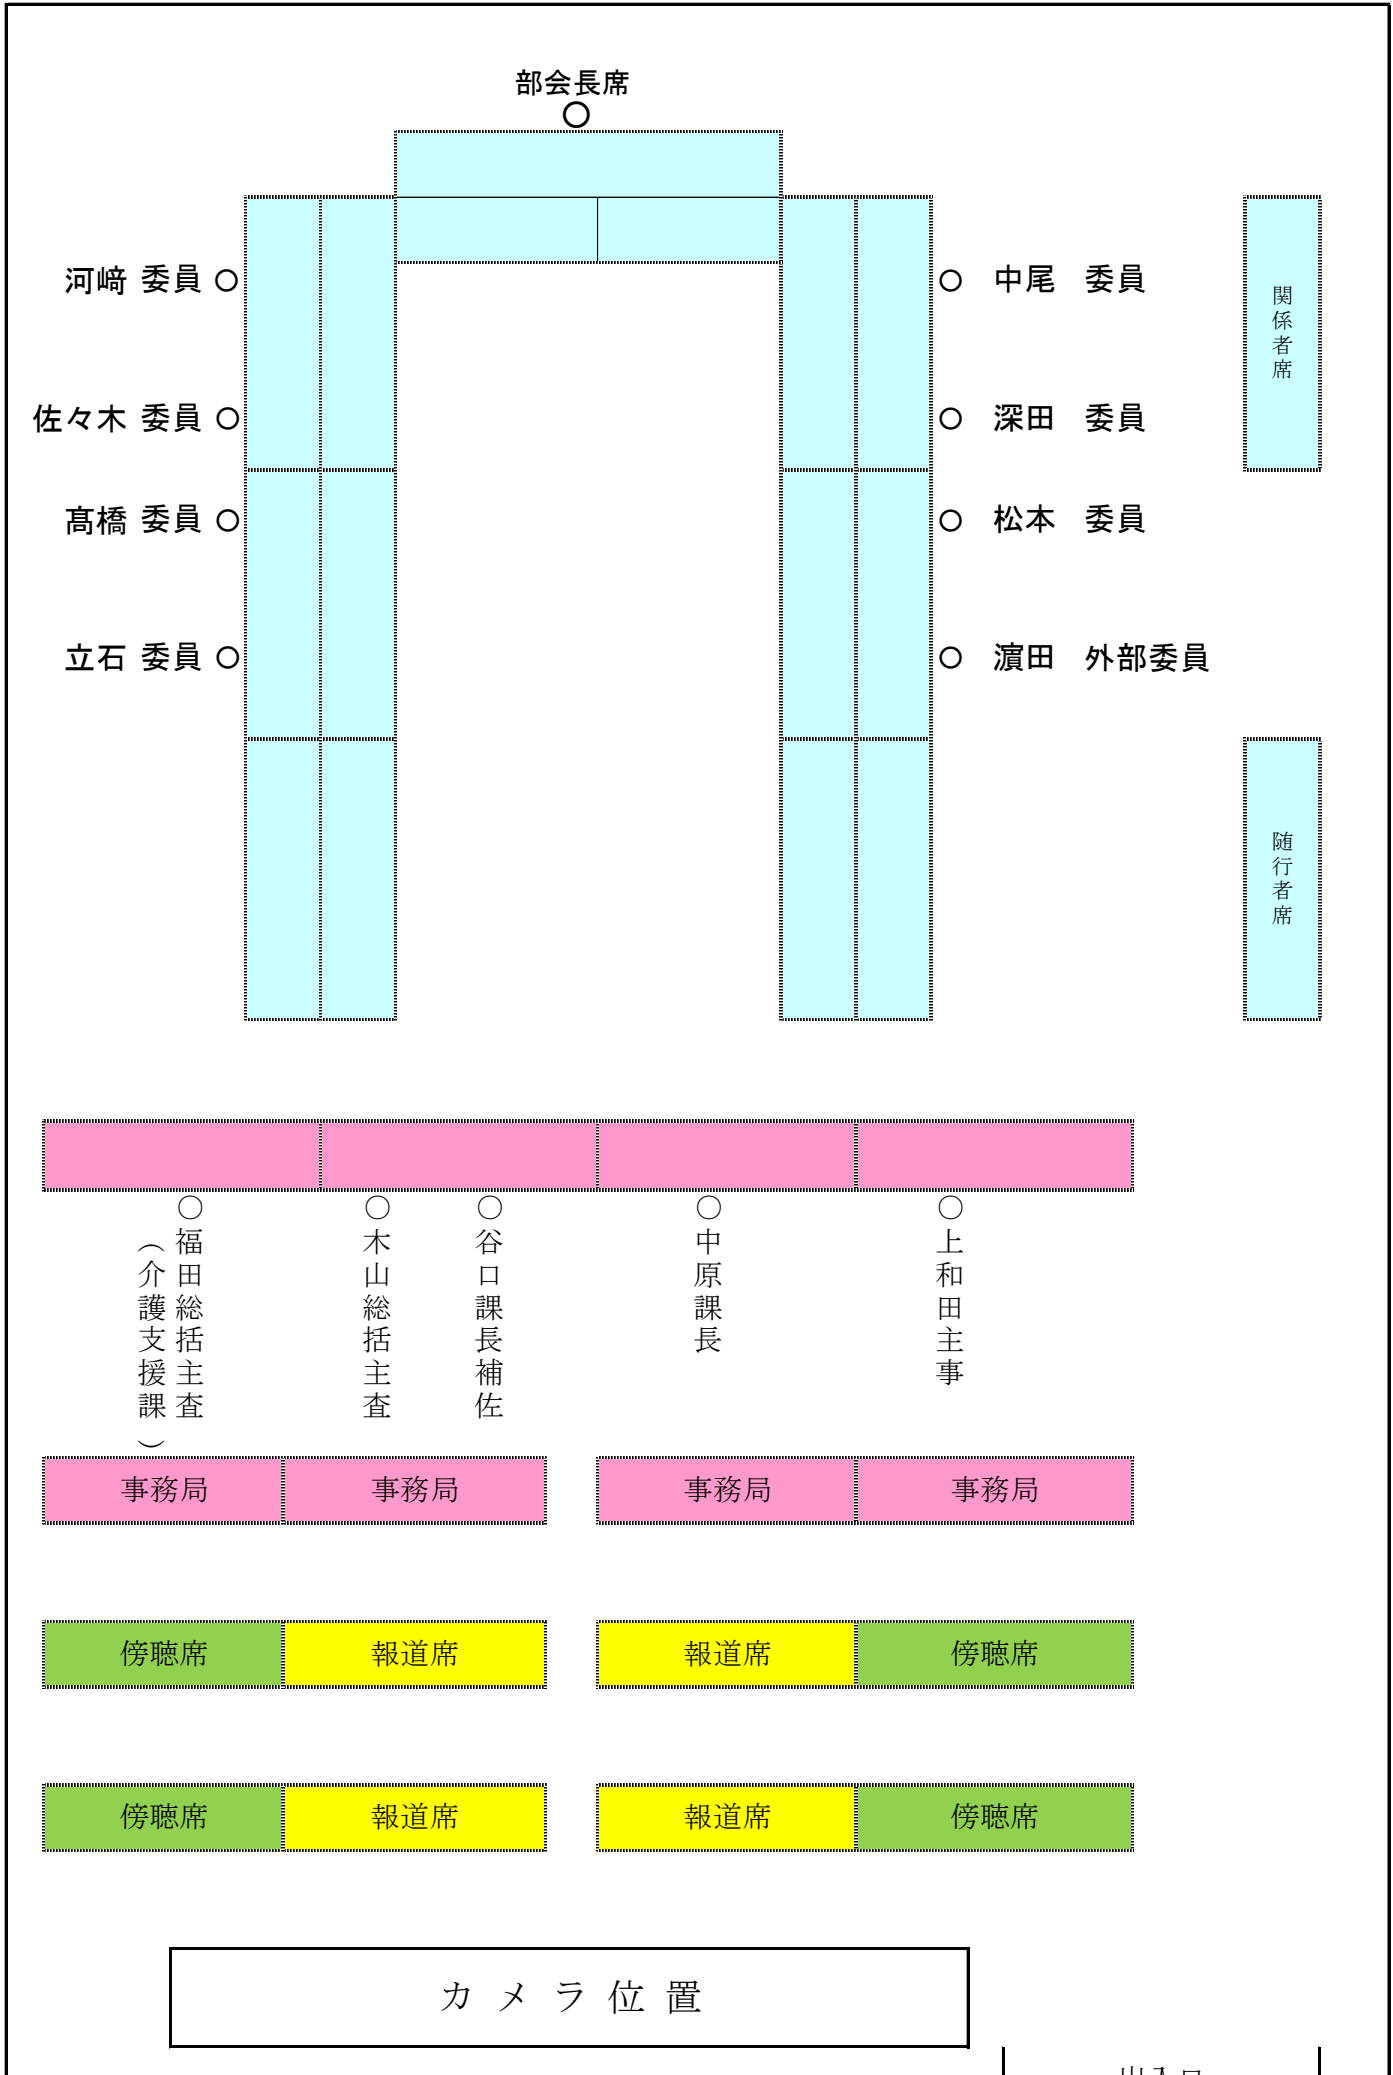 部会長席
河﨑 委員
中尾 委員
関係者席
佐々木 委員
深田 委員
髙橋 委員
松本 委員
立石 委員
濵田 外部委員
随行者席
○福田総括主査
（介護支援課）
○木山総括主査
○谷口課長補佐
○中原課長
○上和田主事
事務局 事務局 事務局 事務局
傍聴席 報道席 報道席 傍聴席
傍聴席 報道席 報道席 傍聴席
カメラ位置
出入口